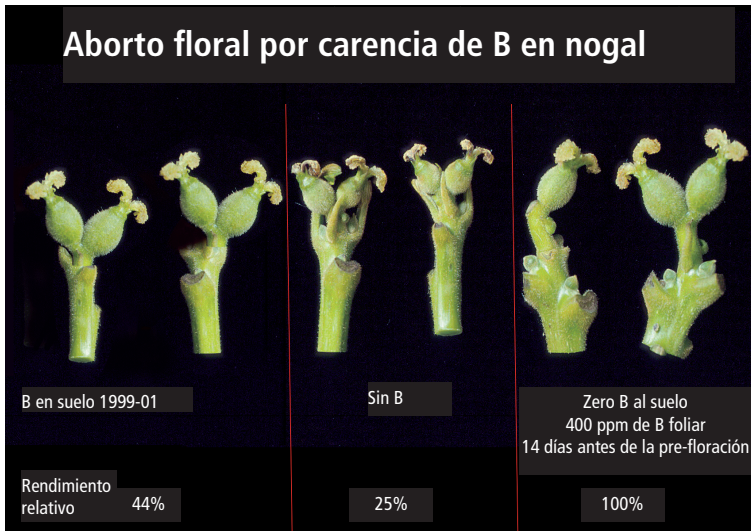 Aborto floral por carencia de B en nogal
B en suelo 1999-01
Sin B
Zero B al suelo
400 ppm de B foliar
14 días antes de la pre-floración
Rendimiento
relativo
44%
25%
100%